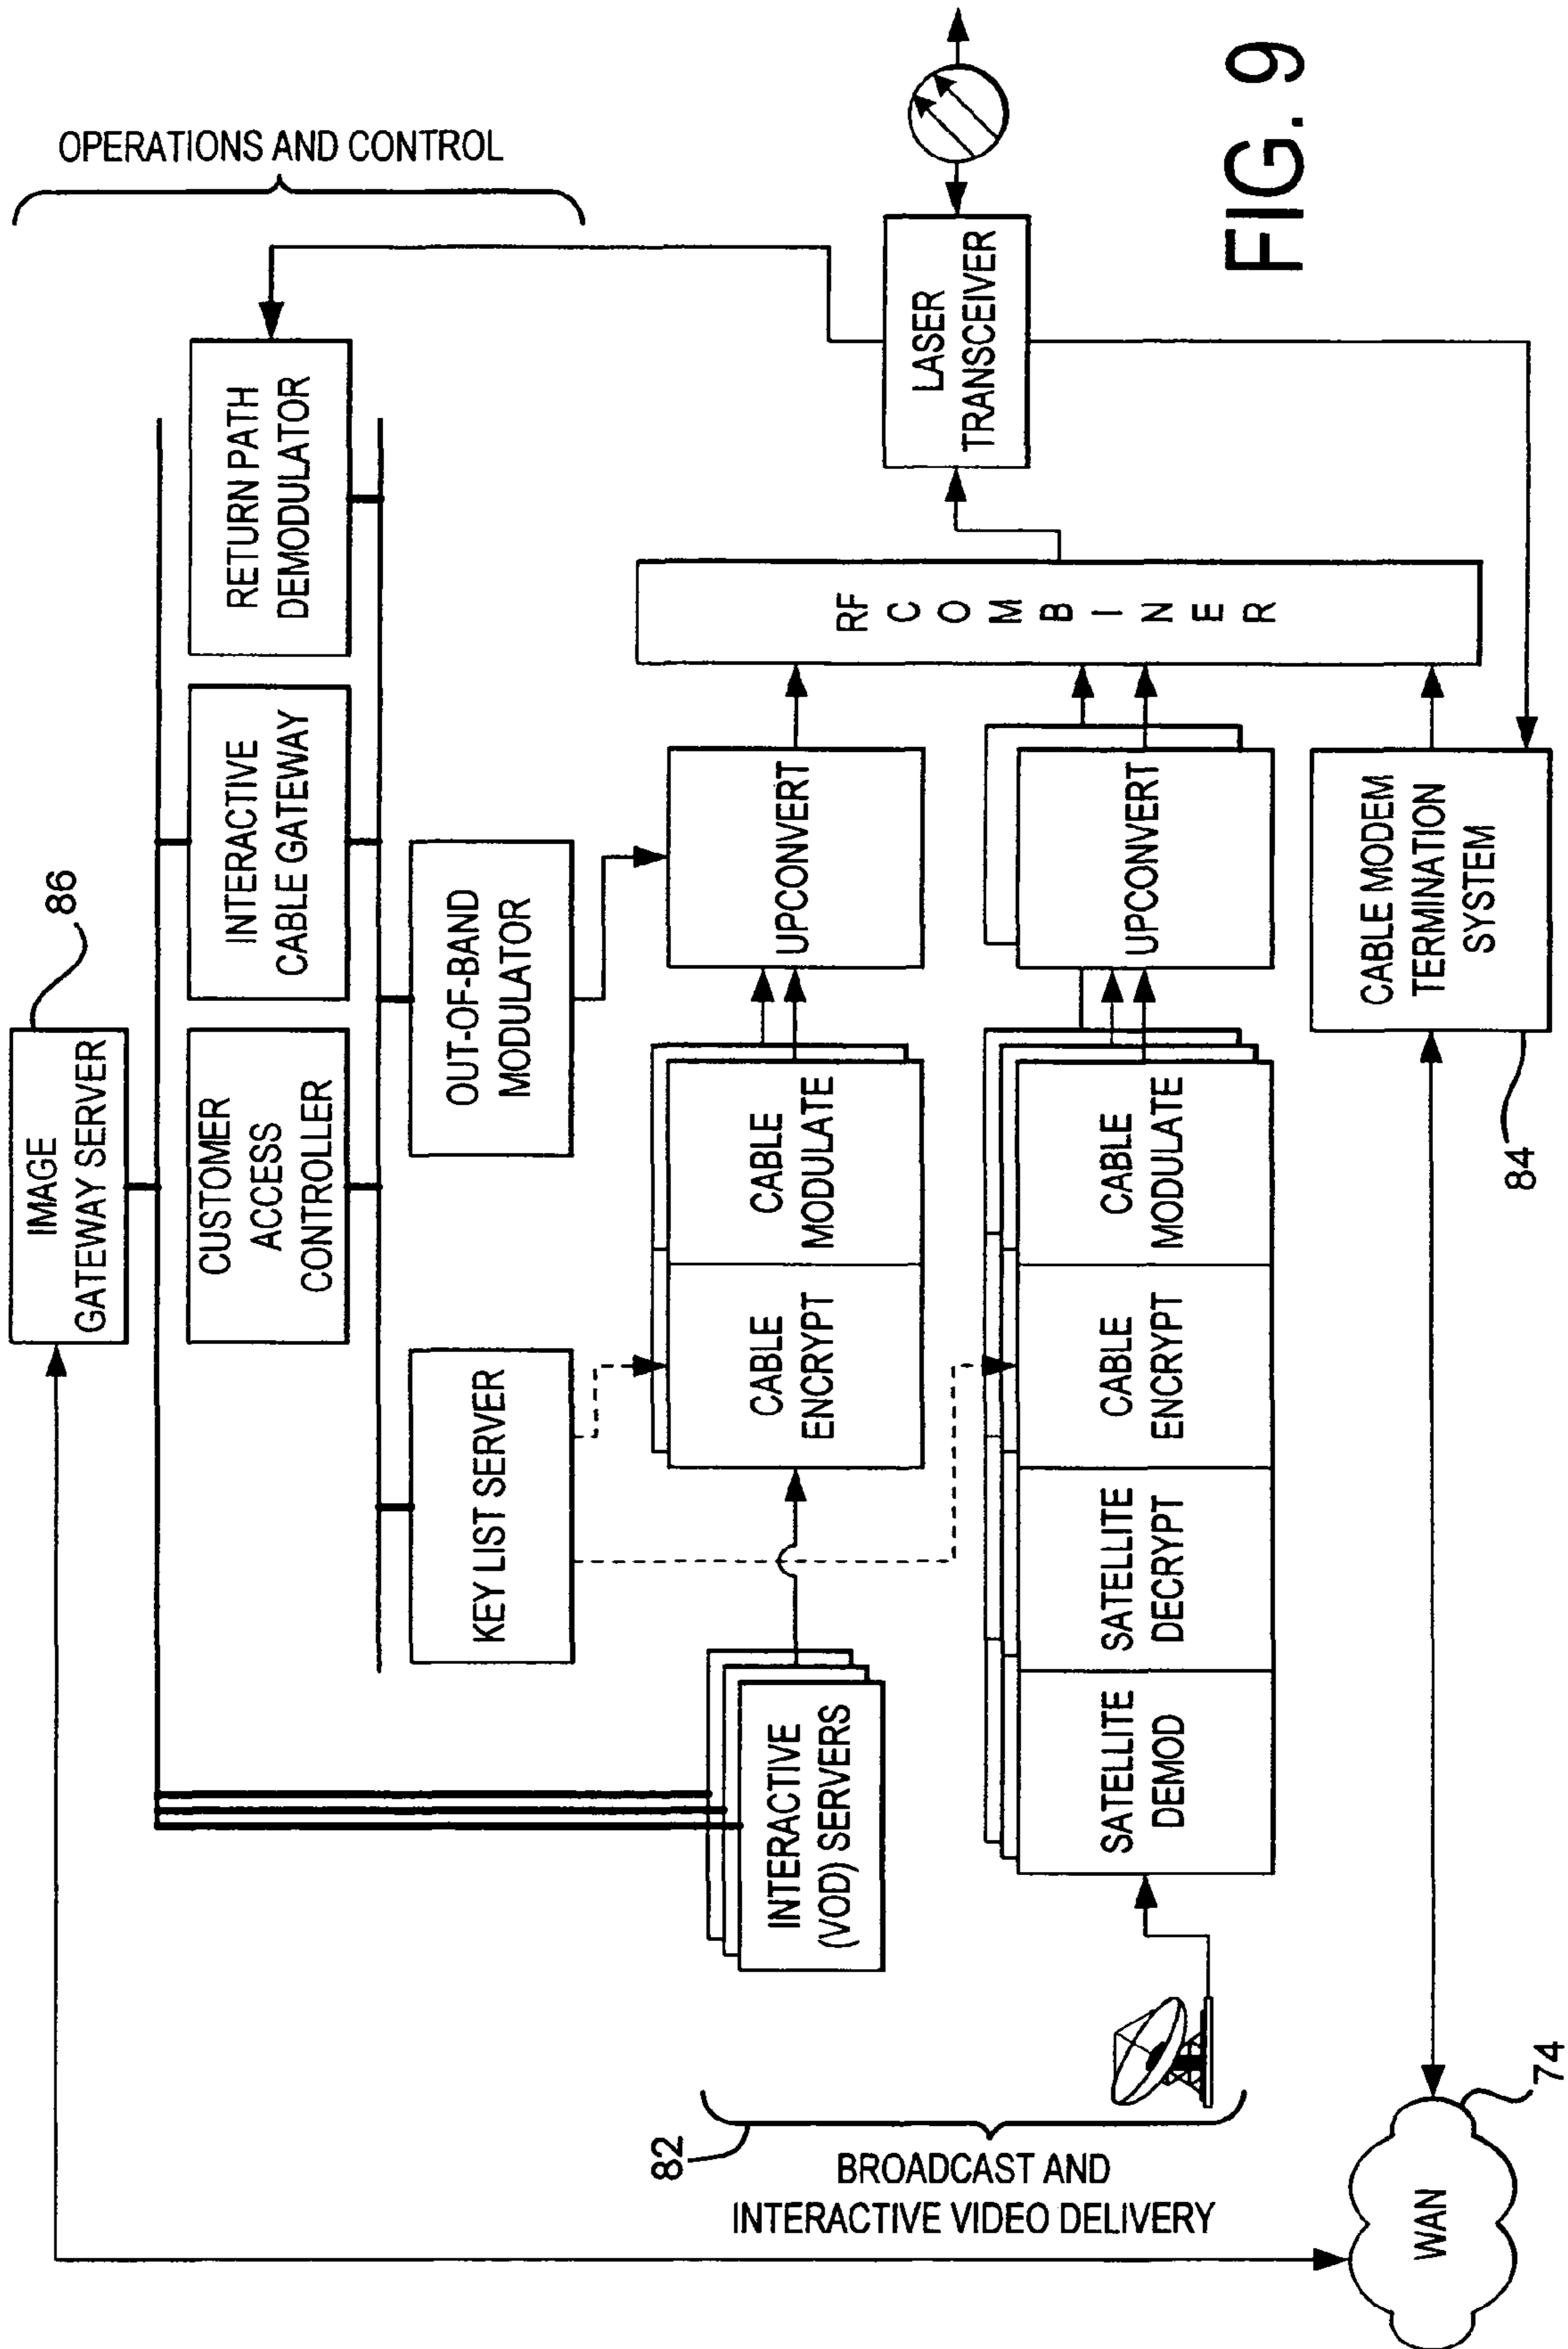 OPERATIONS AND CONTROL
IMAGE
GATEWAY SERVER
86
CUSTOMER
ACCESS
CONTROLLER
INTERACTIVE
CABLE GATEWAY
RETURN PATH
DEMODULATOR
KEY LIST SERVER
OUT-OF-BAND
MODULATOR
INTERACTIVE
(VOD) SERVERS
CABLE
ENCRYPT
CABLE
MODULATE
UPCONVERT
RF
C
O
M
B
I
N
E
R
LASER
TRANSCEIVER
82
BROADCAST AND
INTERACTIVE VIDEO DELIVERY
SATELLITE
DEMOD
SATELLITE
DECRYPT
CABLE
ENCRYPT
CABLE
MODULATE
UPCONVERT
CABLE MODEM
TERMINATION
SYSTEM
84
WAN
74
FIG. 9